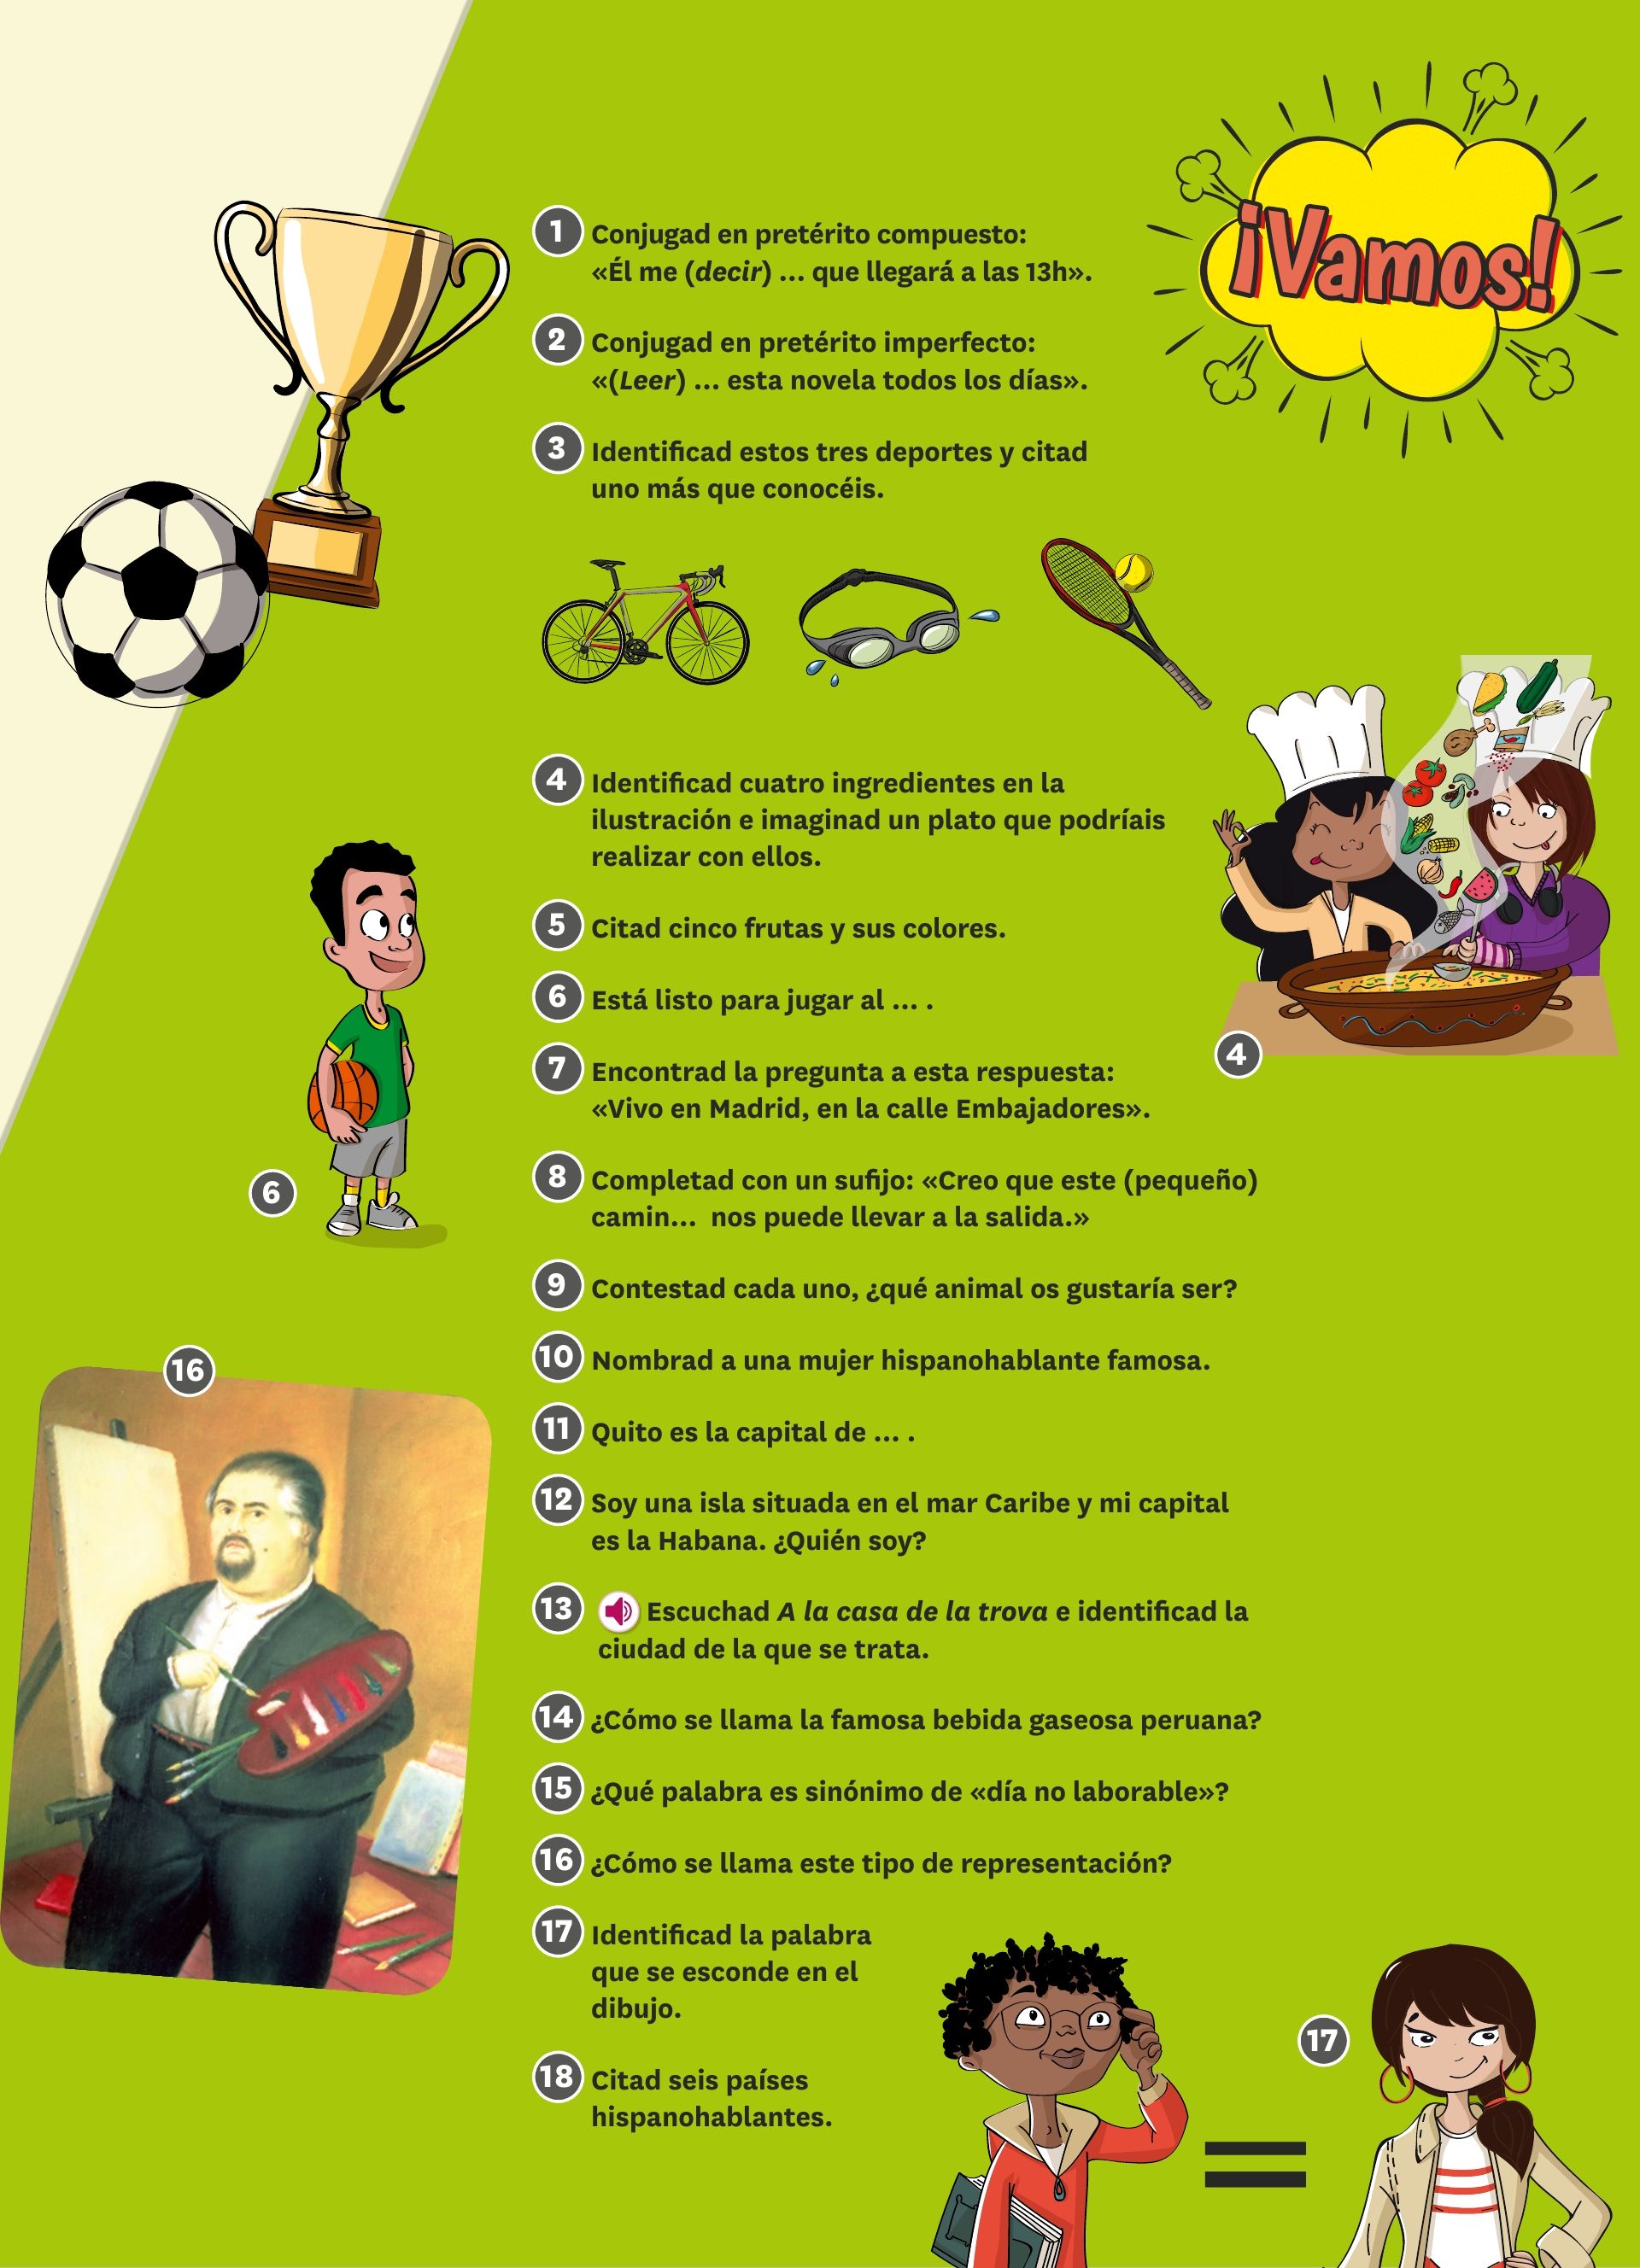 ¡Vamos!
1 Conjugad en pretérito compuesto:
«Él me (decir) ... que llegará a las 13h».
2 Conjugad en pretérito imperfecto:
«(Leer) ... esta novela todos los días».
3 Identificad estos tres deportes y citad
uno más que conocéis.
4 Identificad cuatro ingredientes en la
ilustración e imaginad un plato que podríais
realizar con ellos.
5 Citad cinco frutas y sus colores.
6 Está listo para jugar al ... .
4
7 Encontrad la pregunta a esta respuesta:
«Vivo en Madrid, en la calle Embajadores».
6
8 Completad con un sufijo: «Creo que este (pequeño)
camin... nos puede llevar a la salida.»
9 Contestad cada uno, ¿qué animal os gustaría ser?
10 Nombrad a una mujer hispanohablante famosa.
16
11 Quito es la capital de ... .
12 Soy una isla situada en el mar Caribe y mi capital
es la Habana. ¿Quién soy?
13 Escuchad A la casa de la trova e identificad la
ciudad de la que se trata.
14 ¿Cómo se llama la famosa bebida gaseosa peruana?
15 ¿Qué palabra es sinónimo de «día no laborable»?
16 ¿Cómo se llama este tipo de representación?
17 Identificad la palabra
que se esconde en el
dibujo.
17
18 Citad seis países
hispanohablantes.
=